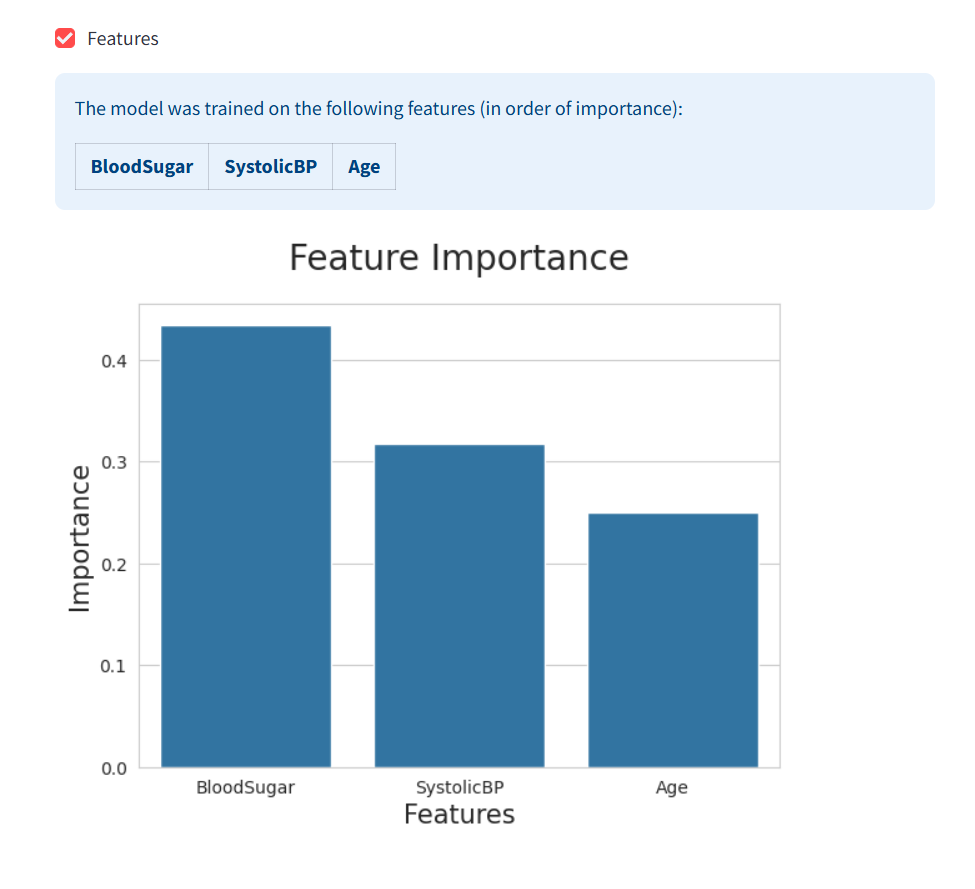 Features
The model was trained on the following features (in order of importance):
BloodSugar SystolicBP Age
Feature Importance
Importance
0.4
0.3
0.2
0.1
0.0
BloodSugar SystolicBP Age
Features